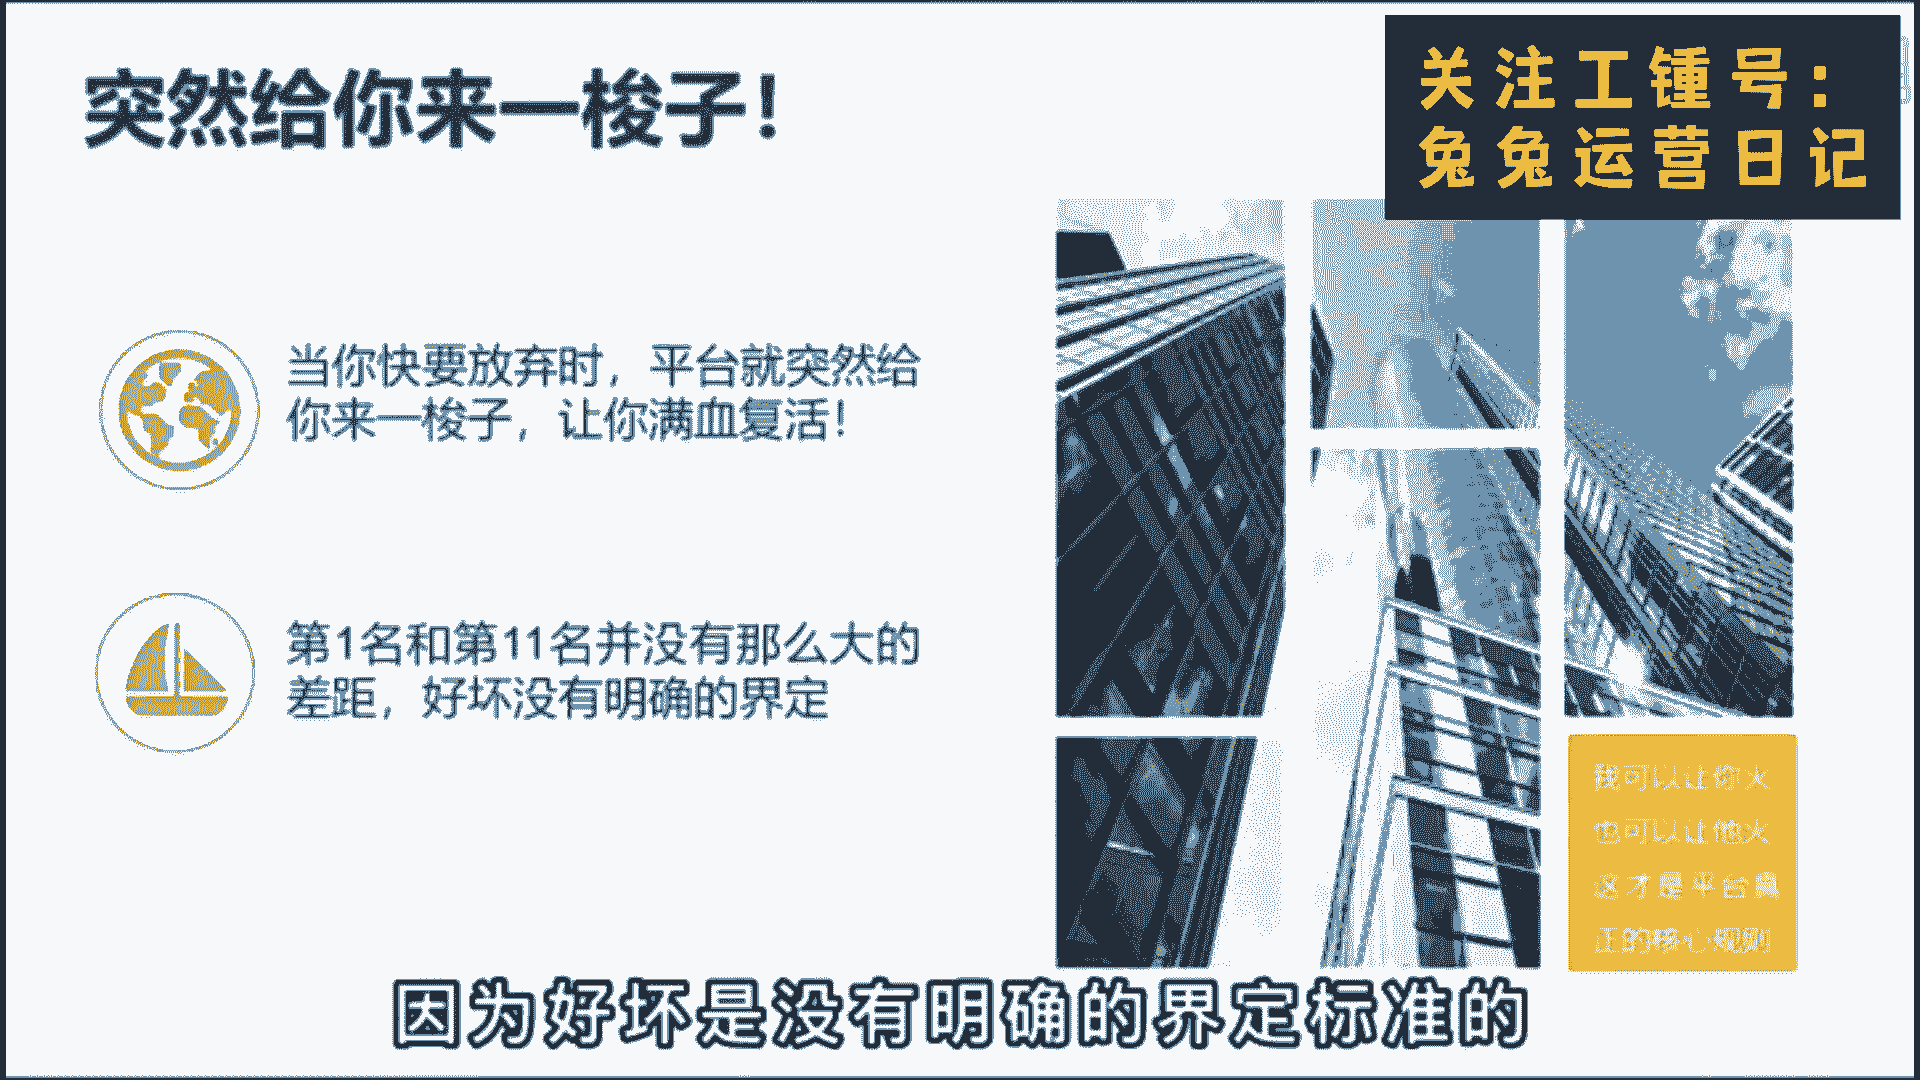 突然给你来一梭子！
关注工锺号：
兔兔运营日记
当你快要放弃时，平台就突然给
你来一梭子，让你满血复活！
第1名和第11名并没有那么大的
差距，好坏没有明确的界定
我可以让你火
也可以让他火
这才是平台真
正的核心规则
因为好坏是没有明确的界定标准的